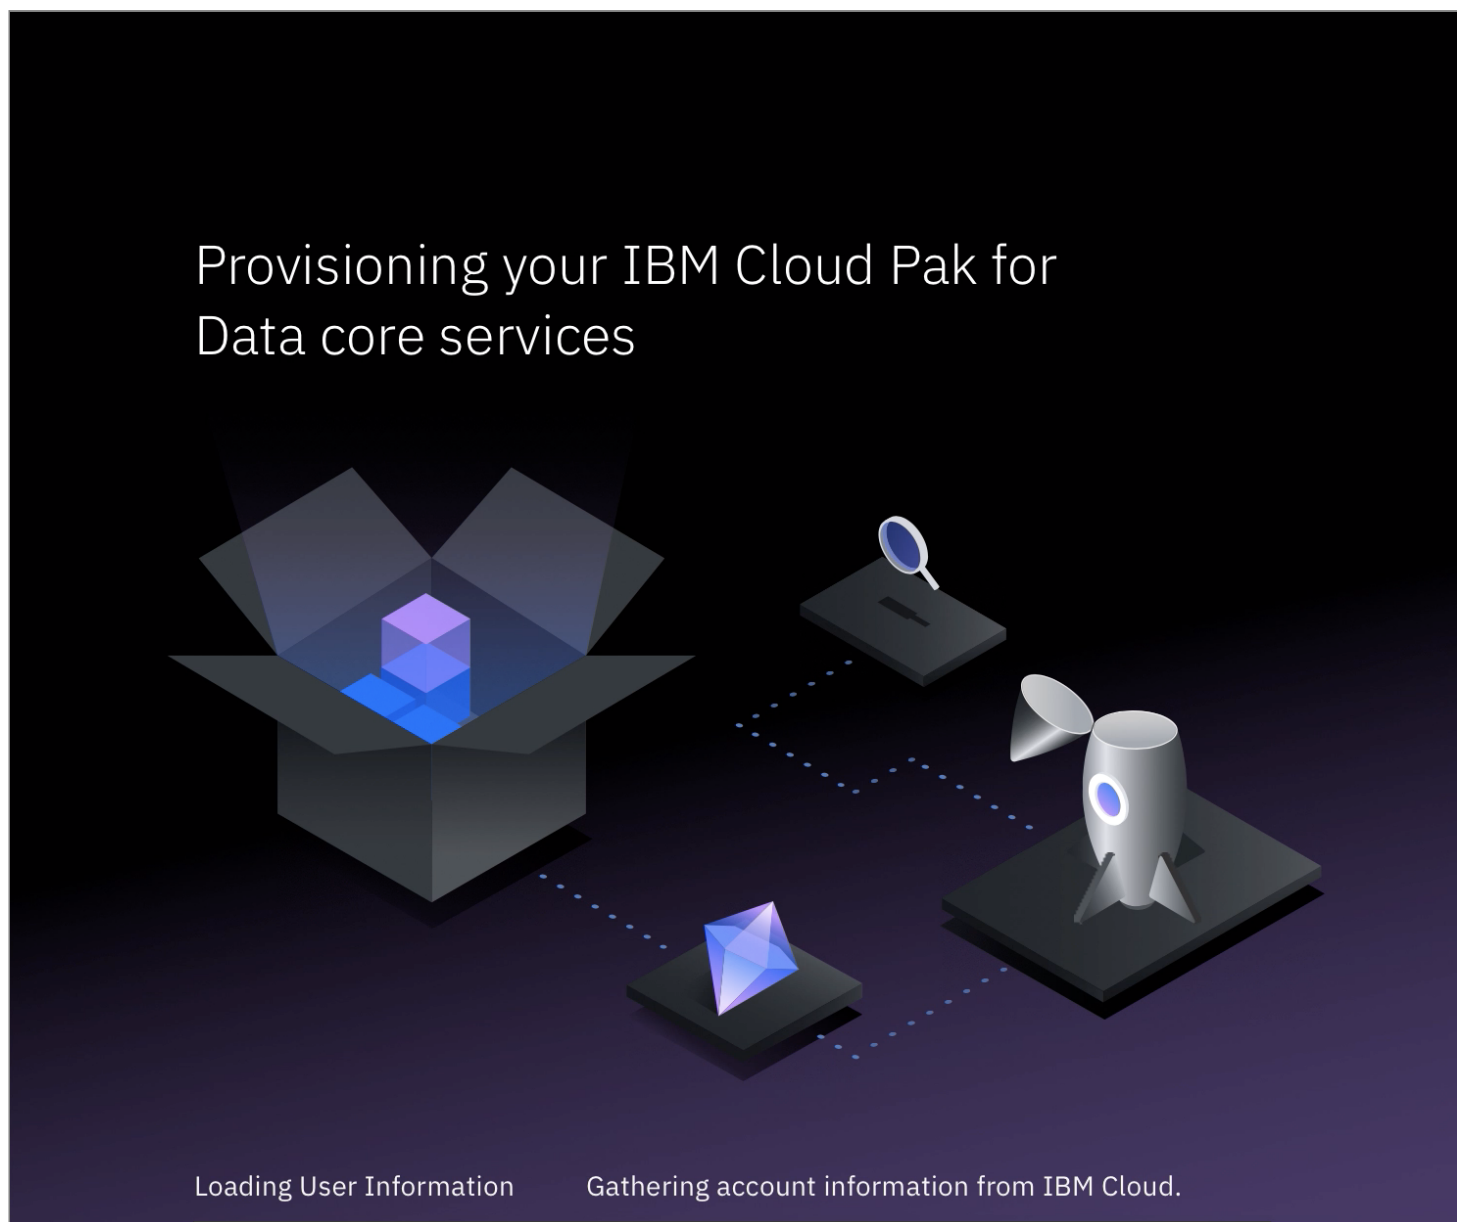 Provisioning your IBM Cloud Pak for
Data core services
Loading User Information
Gathering account information from IBM Cloud.